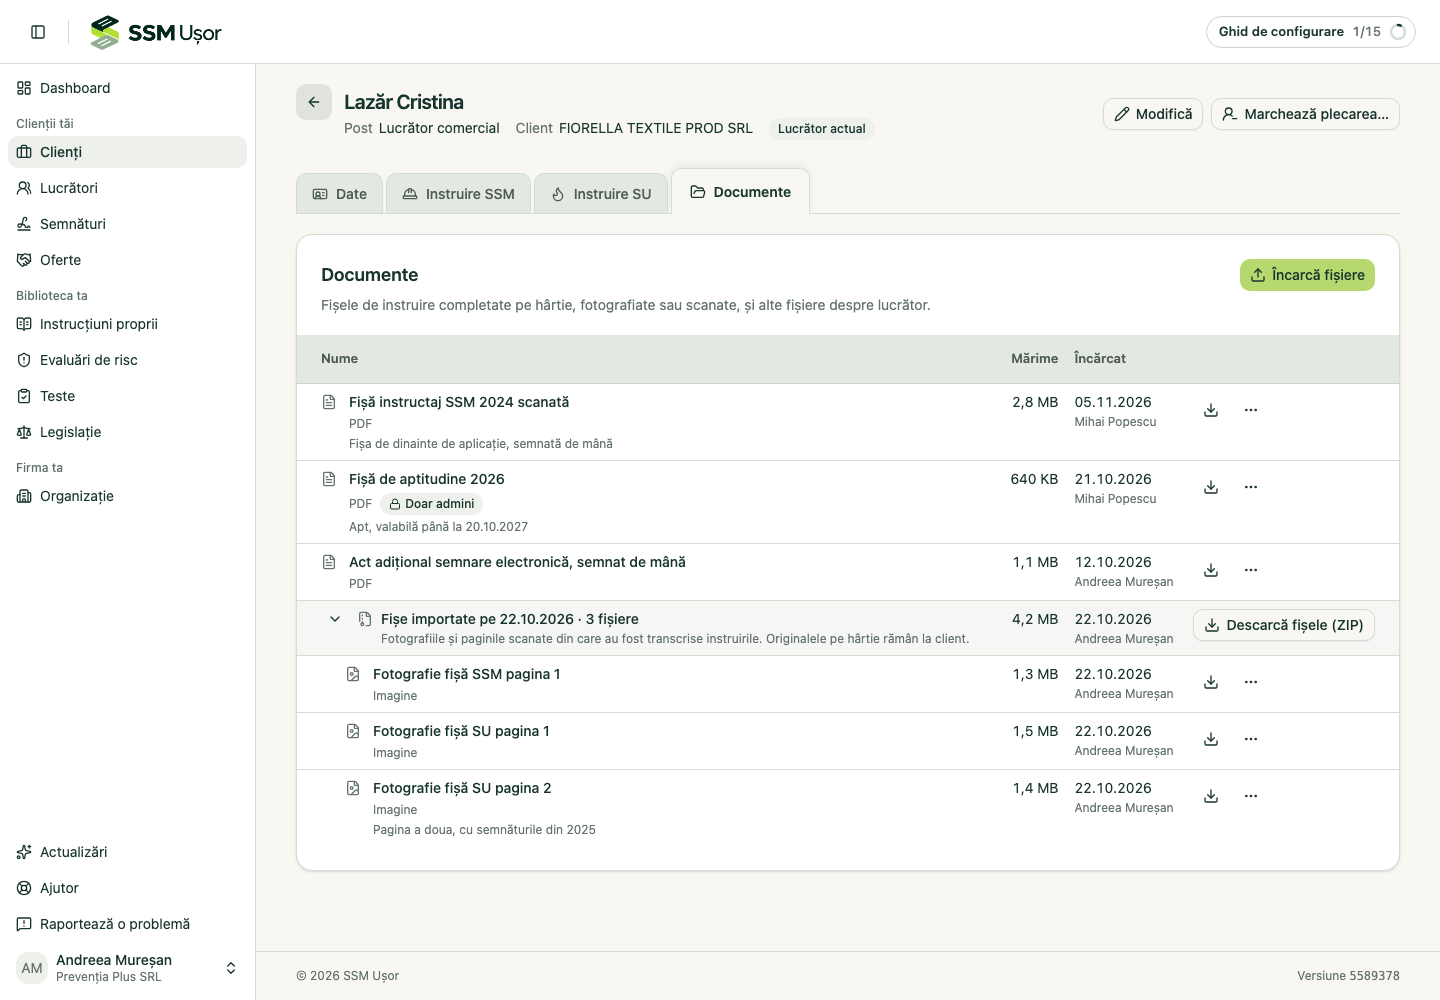 SSM Ușor
Ghid de configurare 1/15
Dashboard
Clienții tăi
Clienți
Lucrători
Semnături
Oferte
Biblioteca ta
Instrucțiuni proprii
Evaluări de risc
Teste
Legislație
Firma ta
Organizație
Actualizări
Ajutor
Raportează o problemă
AM
Andreea Mureșan
Prevenția Plus SRL
Lazăr Cristina
Post Lucrător comercial Client FIORELLA TEXTILE PROD SRL Lucrător actual
Modifică
Marchează plecarea...
Date
Instruire SSM
Instruire SU
Documente
Documente
Încarcă fișiere
Fișele de instruire completate pe hârtie, fotografiate sau scanate, și alte fișiere despre lucrător.
Nume Mărime Încărcat
Fișă instructaj SSM 2024 scanată 2,8 MB 05.11.2026
PDF Mihai Popescu
Fișa de dinainte de aplicație, semnată de mână
Fișă de aptitudine 2026 640 KB 21.10.2026
PDF Doar admini Mihai Popescu
Apt, valabilă până la 20.10.2027
Act adițional semnare electronică, semnat de mână 1,1 MB 12.10.2026
PDF Andreea Mureșan
Fișe importate pe 22.10.2026 · 3 fișiere 4,2 MB 22.10.2026 Descarcă fișele (ZIP)
Fotografiile și paginile scanate din care au fost transcrise instruirile. Originalele pe hârtie rămân la client. Andreea Mureșan
Fotografie fișă SSM pagina 1 1,3 MB 22.10.2026
Imagine Andreea Mureșan
Fotografie fișă SU pagina 1 1,5 MB 22.10.2026
Imagine Andreea Mureșan
Fotografie fișă SU pagina 2 1,4 MB 22.10.2026
Imagine Andreea Mureșan
Pagina a doua, cu semnăturile din 2025
© 2026 SSM Ușor
Versiune 5589378